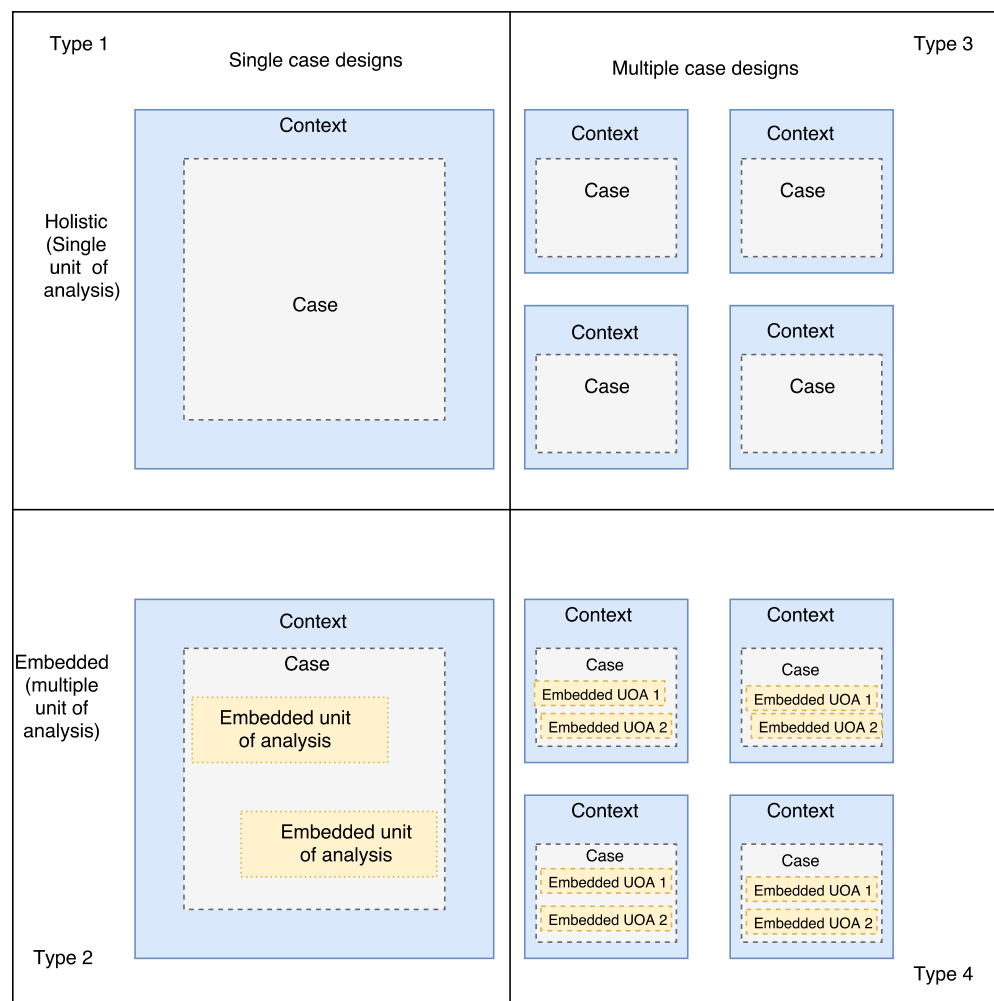 Type 1
Single case designs
Context
Case
Holistic
(Single
unit of
analysis)
Type 3
Multiple case designs
Context
Case
Context
Case
Context
Case
Context
Case
Embedded
(multiple
unit of
analysis)
Context
Case
Embedded unit
of analysis
Embedded unit
of analysis
Type 2
Context
Case
Embedded UOA 1
Embedded UOA 2
Context
Case
Embedded UOA 1
Embedded UOA 2
Context
Case
Embedded UOA 1
Embedded UOA 2
Context
Case
Embedded UOA 1
Embedded UOA 2
Type 4